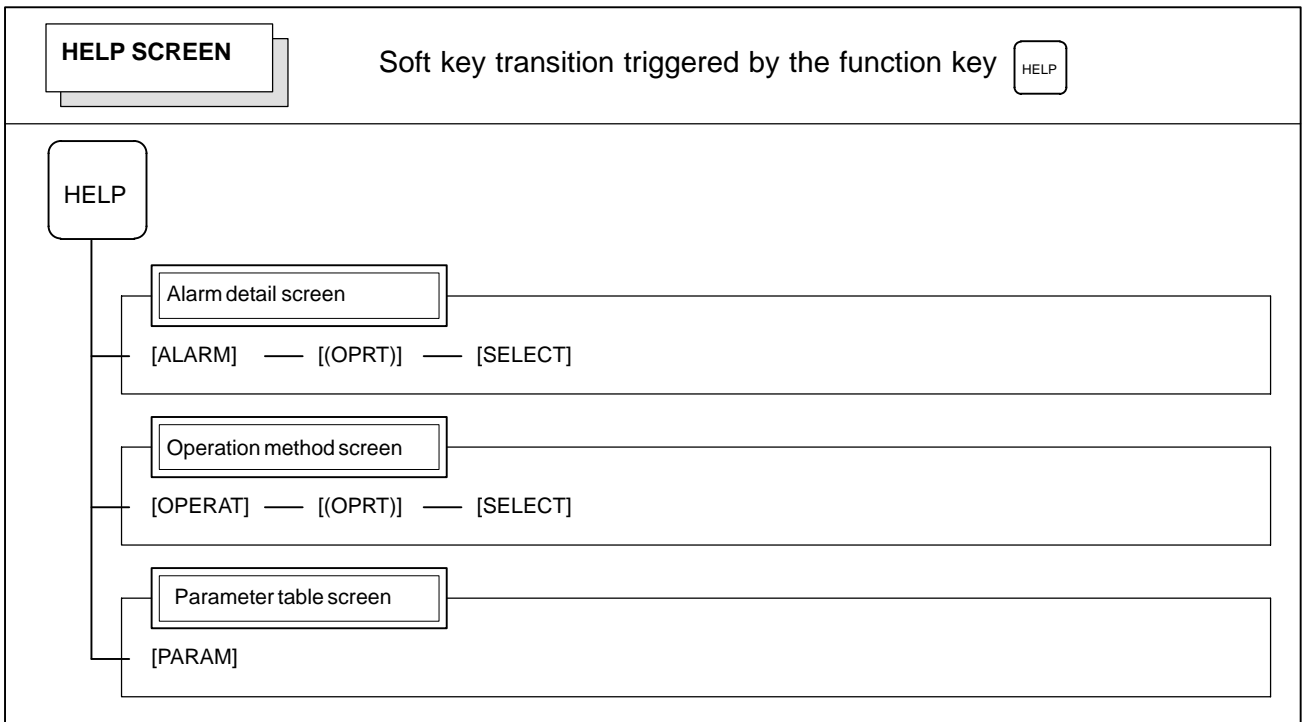 HELP SCREEN
Soft key transition triggered by the function key HELP
HELP
Alarm detail screen
[ALARM] [(OPRT)] [SELECT]
Operation method screen
[OPERAT] [(OPRT)] [SELECT]
Parameter table screen
[PARAM]